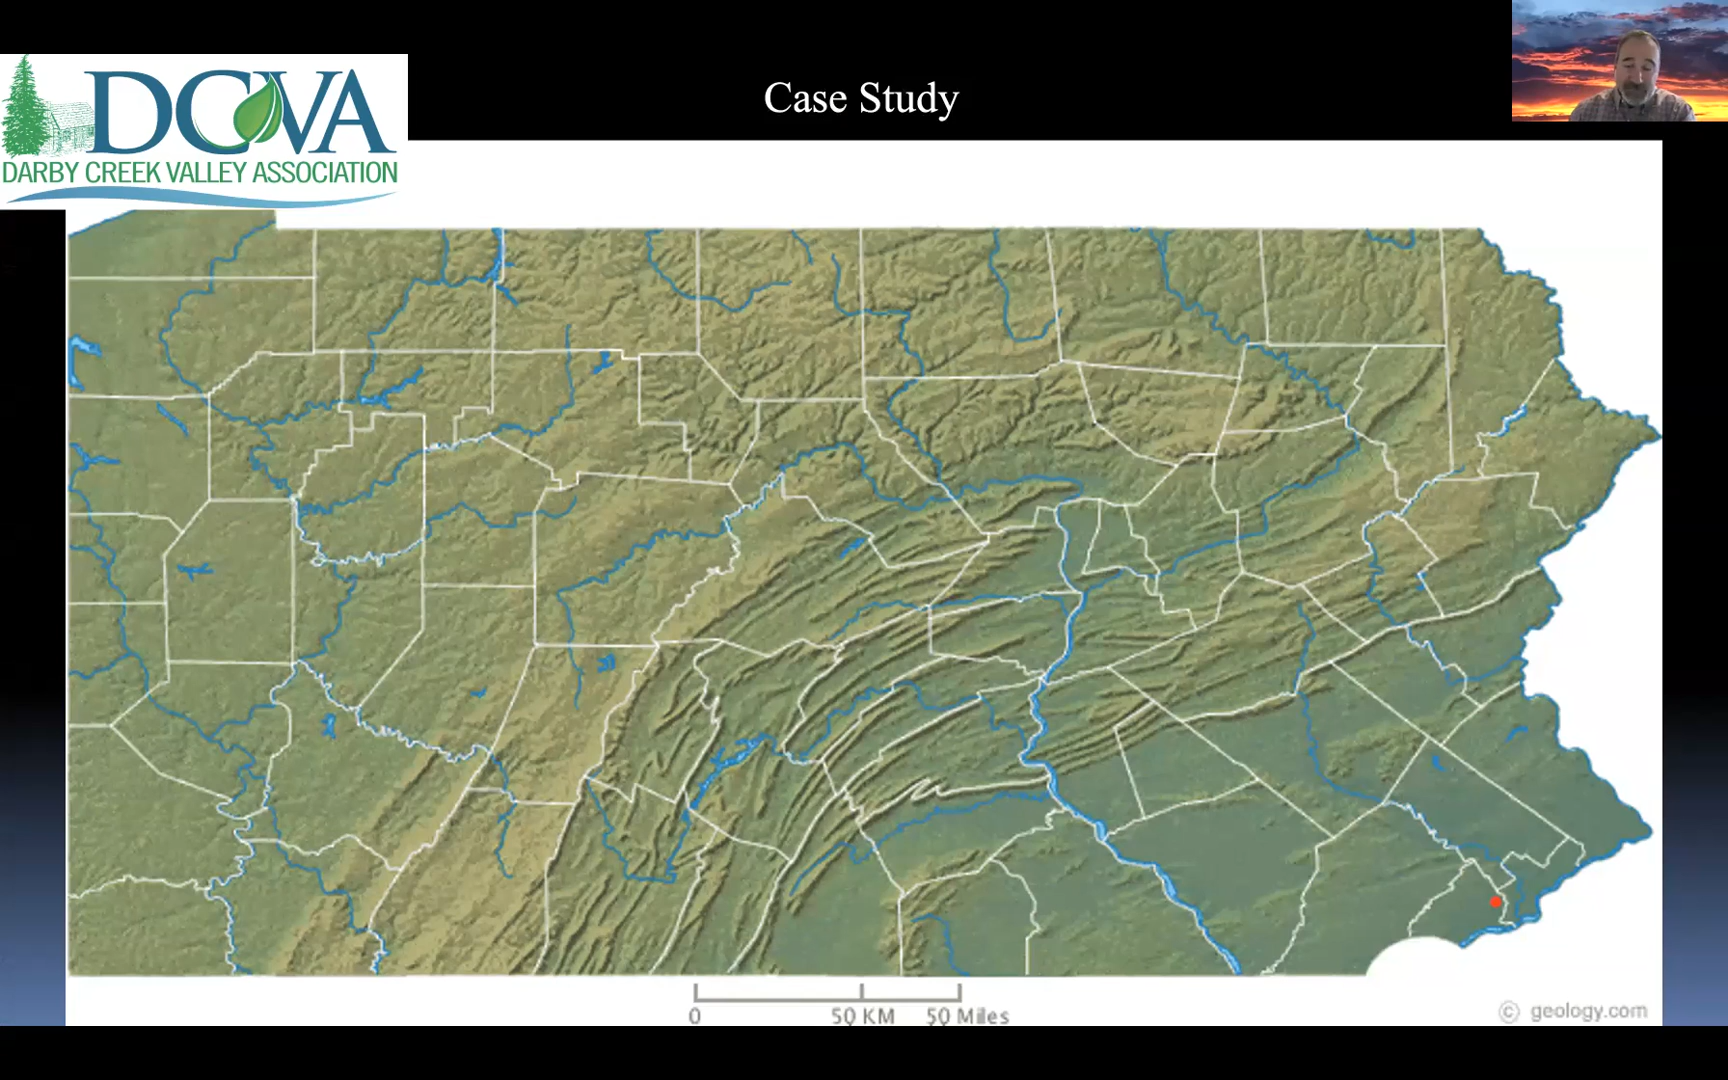 DCVA
DARBY CREEK VALLEY ASSOCIATION
Case Study
0 50 KM 50 Miles
© geology.com